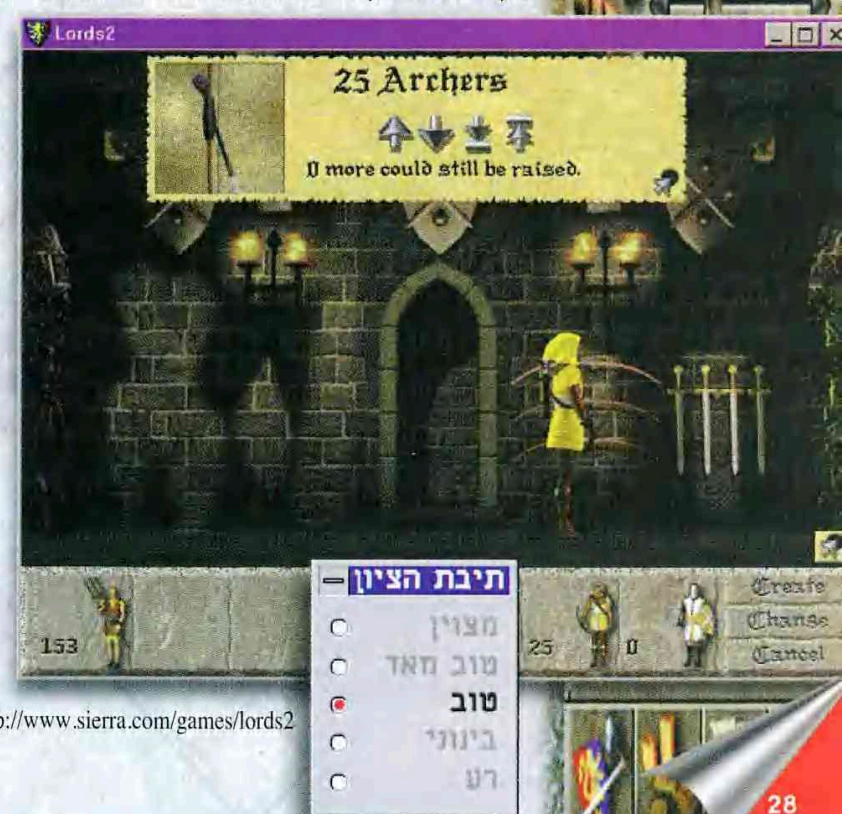 Lords2
25 Archers
0 more could still be raised.
153
25
0
Create
Change
Cancel
תיבת הציון
מצוין
טוב מאד
טוב
בינוני
רע
p://www.sierra.com/games/lords2
28